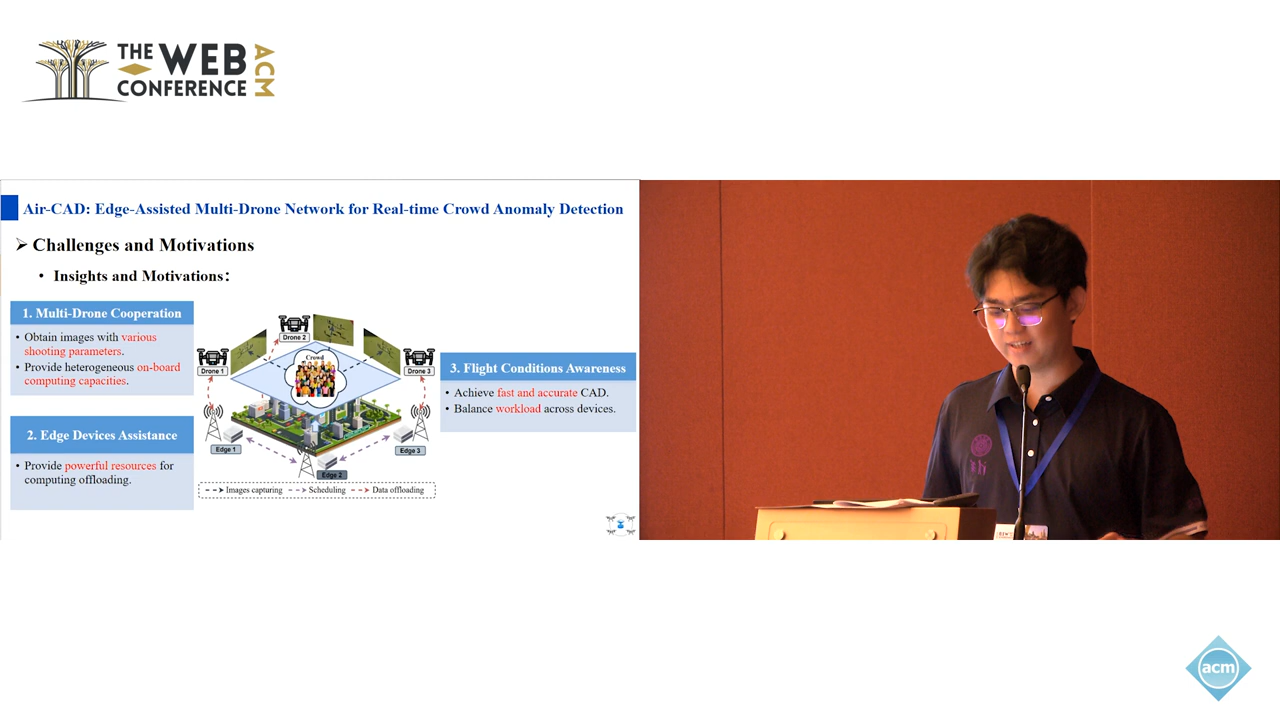 THE WEB
CONFERENCE
ACM
Air-CAD: Edge-Assisted Multi-Drone Network for Real-time Crowd Anomaly Detection
➤ Challenges and Motivations
• Insights and Motivations：
1. Multi-Drone Cooperation
• Obtain images with various
shooting parameters.
• Provide heterogeneous on-board
computing capacities.
2. Edge Devices Assistance
• Provide powerful resources for
computing offloading.
Drone 2
Drone 1
Crowd
Drone 3
Edge 1
Edge 3
Edge 2
Images capturing
Scheduling
Data offloading
3. Flight Conditions Awareness
• Achieve fast and accurate CAD.
• Balance workload across devices.
acm